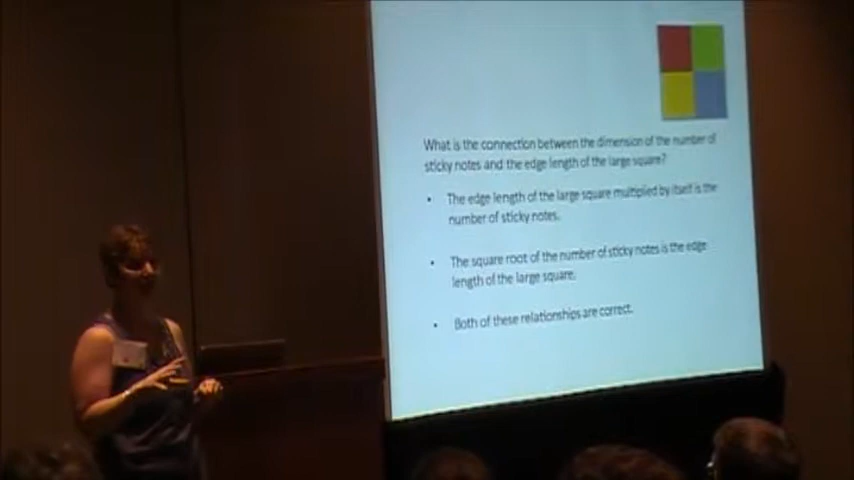 What is the connection between the dimension of the number of
sticky notes and the edge length of the large square?
• The edge length of the large square multiplied by itself is the
number of sticky notes.
• The square root of the number of sticky notes is the edge
length of the large square.
• Both of these relationships are correct.